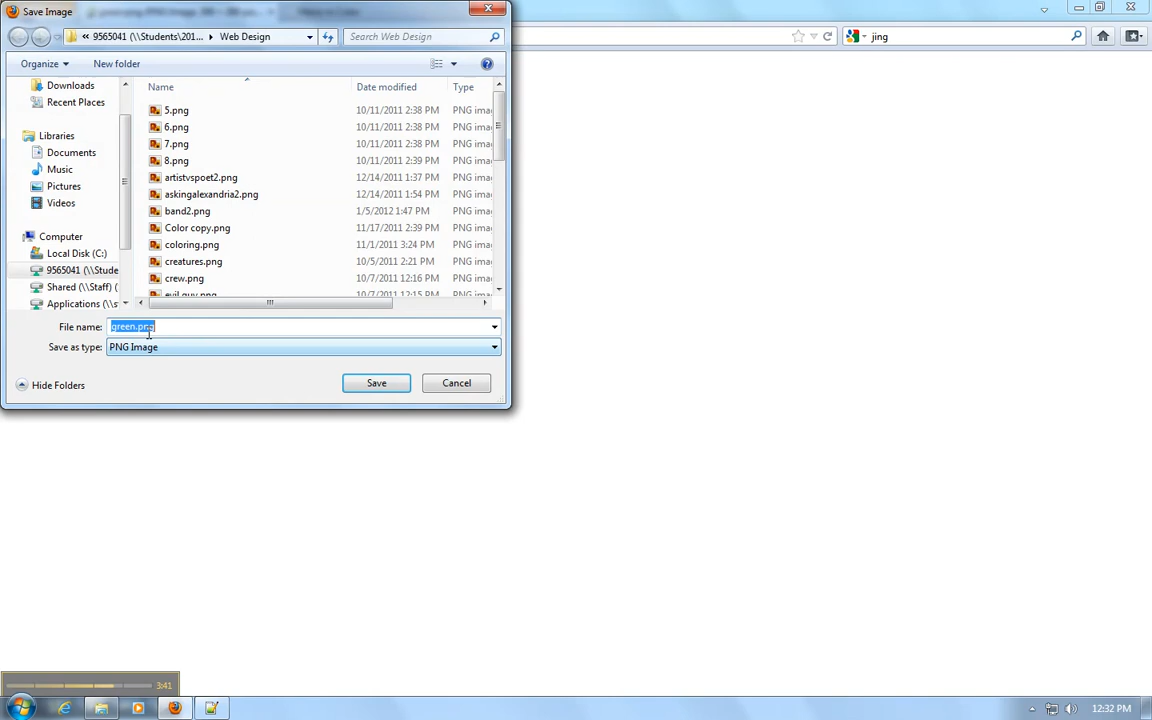 Save Image
« 9565041 (\\Students\201... ▸ Web Design
Search Web Design
jing
Organize
New folder
Downloads
Recent Places
Libraries
Documents
Music
Pictures
Videos
Computer
Local Disk (C:)
9565041 (\\Stude
Shared (\\Staff) (
Applications (\\s
Name Date modified Type
5.png 10/11/2011 2:38 PM PNG ima
6.png 10/11/2011 2:38 PM PNG ima
7.png 10/11/2011 2:38 PM PNG ima
8.png 10/11/2011 2:39 PM PNG ima
artistvspoet2.png 12/14/2011 1:37 PM PNG ima
askingalexandria2.png 12/14/2011 1:54 PM PNG ima
band2.png 1/5/2012 1:47 PM PNG ima
Color copy.png 11/17/2011 2:39 PM PNG ima
coloring.png 11/1/2011 3:24 PM PNG ima
creatures.png 10/5/2011 2:21 PM PNG ima
crew.png 10/7/2011 12:16 PM PNG ima
evil guy.png 10/7/2011 12:15 PM PNG ima
File name: green.png
Save as type: PNG Image
Hide Folders
Save
Cancel
3:41
12:32 PM